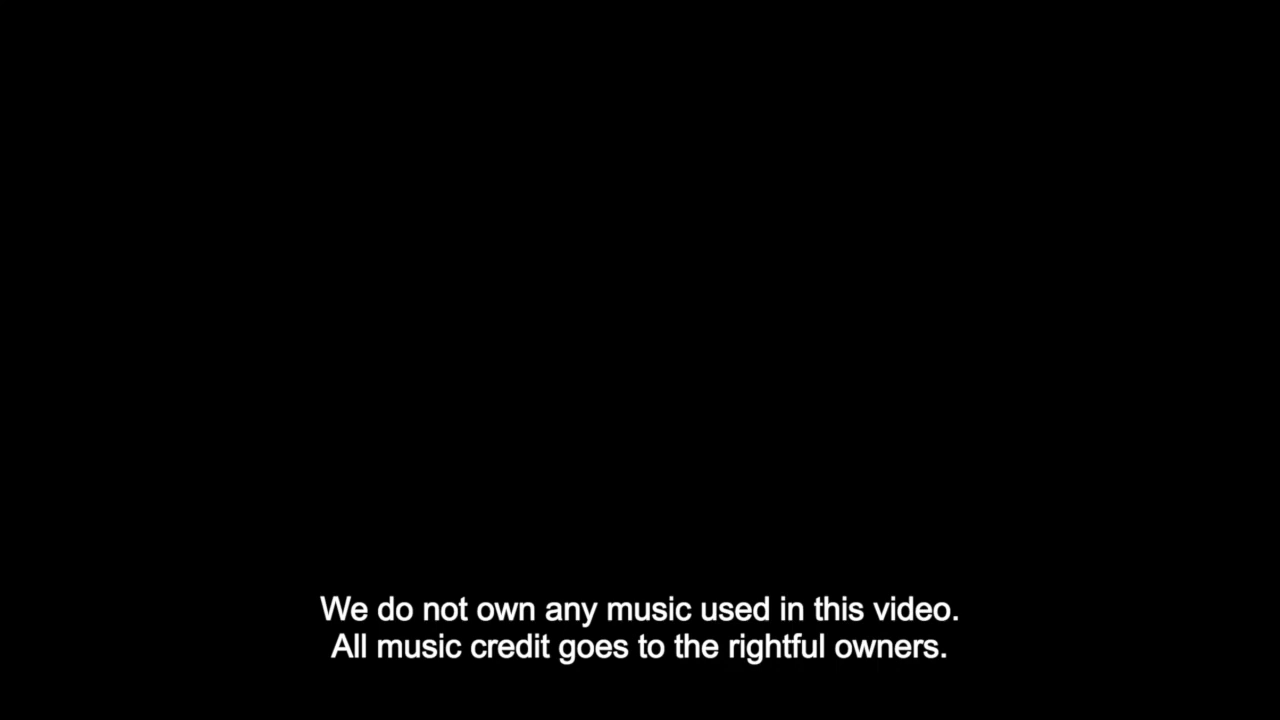 We do not own any music used in this video.
All music credit goes to the rightful owners.